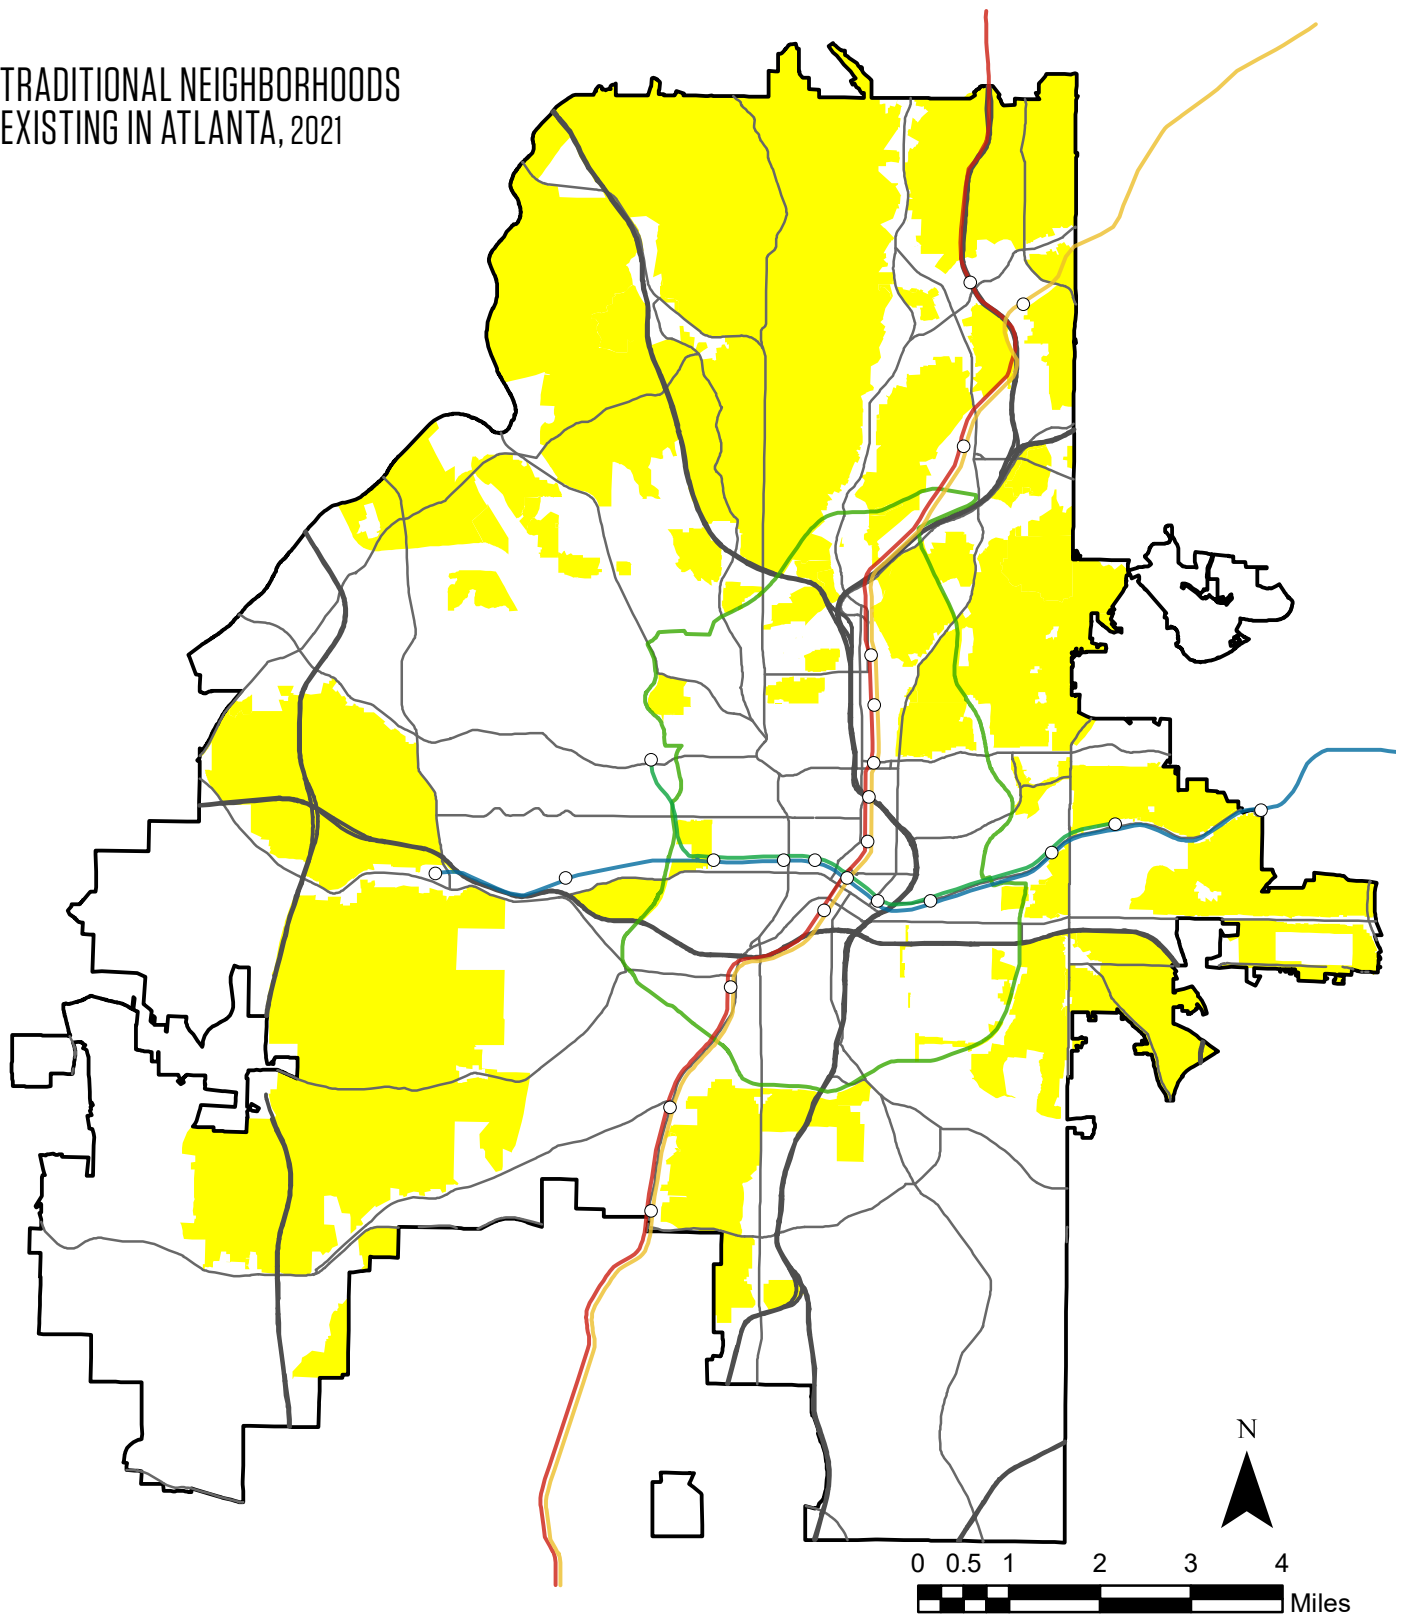 TRADITIONAL NEIGHBORHOODS
EXISTING IN ATLANTA, 2021
N
0 0.5 1 2 3 4
Miles